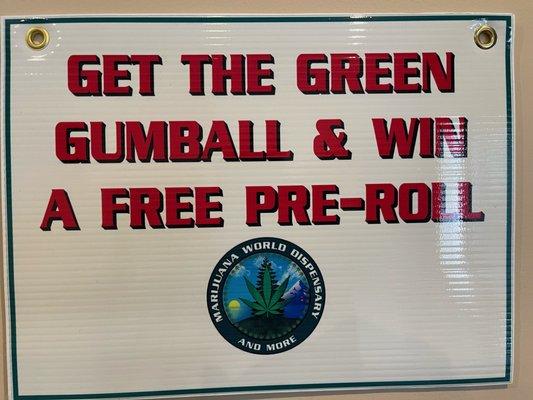 GET THE GREEN
GUMBALL & WIN
A FREE PRE-ROLL
MARIJUANA WORLD DISPENSARY
AND MORE